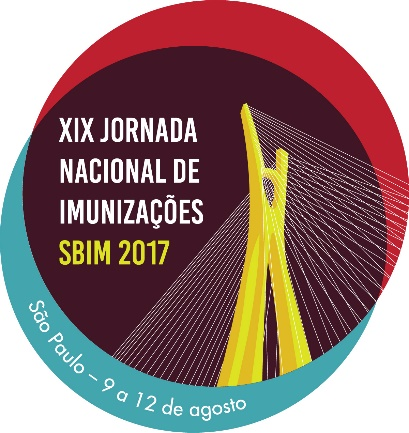 XIX JORNADA
NACIONAL DE
IMUNIZAÇÕES
SBIM 2017
São Paulo – 9 a 12 de agosto